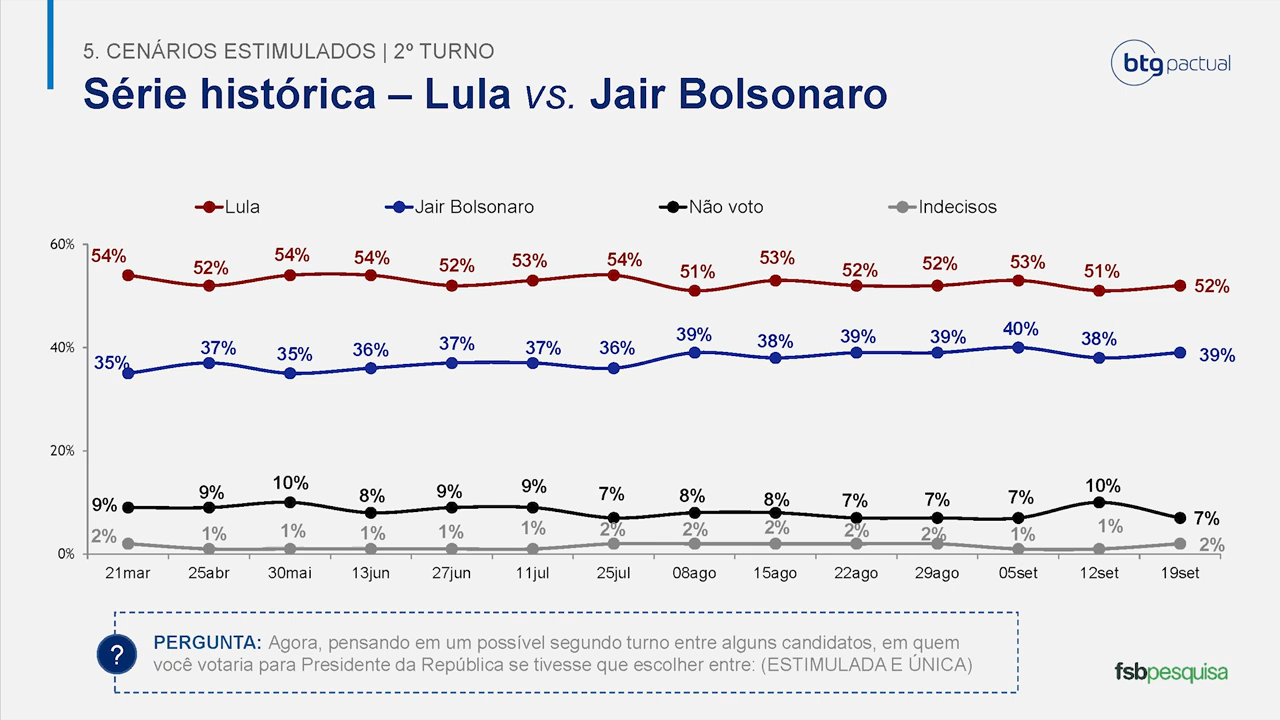 5. CENÁRIOS ESTIMULADOS | 2º TURNO
Série histórica – Lula vs. Jair Bolsonaro
btgpactual
Lula Jair Bolsonaro Não voto Indecisos
60%
54% 52% 54% 54% 52% 53% 54% 51% 53% 52% 52% 53% 51% 52%
40%
35% 37% 35% 36% 37% 37% 36% 39% 38% 39% 39% 40% 38% 39%
20%
9% 9% 10% 8% 9% 9% 7% 8% 8% 7% 7% 7% 10% 7%
2% 1% 1% 1% 1% 1% 2% 2% 2% 2% 2% 1% 1% 2%
0%
21mar 25abr 30mai 13jun 27jun 11jul 25jul 08ago 15ago 22ago 29ago 05set 12set 19set
?
PERGUNTA: Agora, pensando em um possível segundo turno entre alguns candidatos, em quem
você votaria para Presidente da República se tivesse que escolher entre: (ESTIMULADA E ÚNICA)
fsbpesquisa